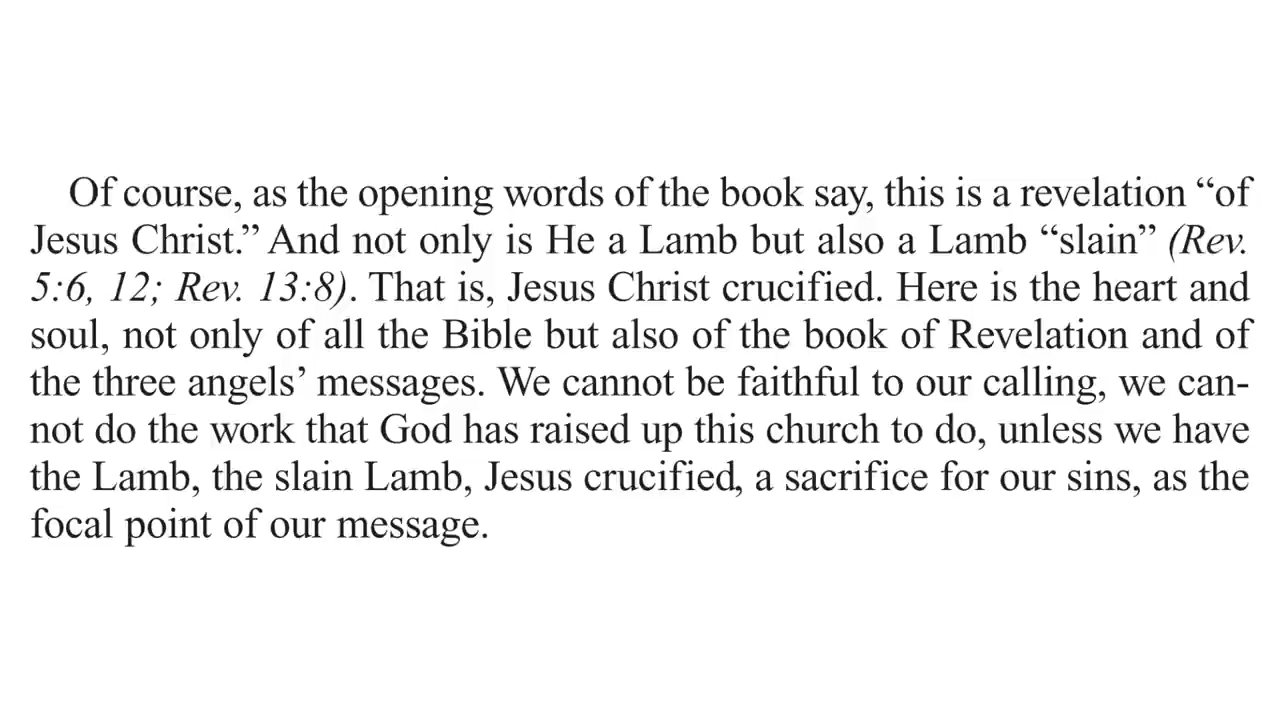 Of course, as the opening words of the book say, this is a revelation “of
Jesus Christ.” And not only is He a Lamb but also a Lamb “slain” (Rev.
5:6, 12; Rev. 13:8). That is, Jesus Christ crucified. Here is the heart and
soul, not only of all the Bible but also of the book of Revelation and of
the three angels’ messages. We cannot be faithful to our calling, we can-
not do the work that God has raised up this church to do, unless we have
the Lamb, the slain Lamb, Jesus crucified, a sacrifice for our sins, as the
focal point of our message.